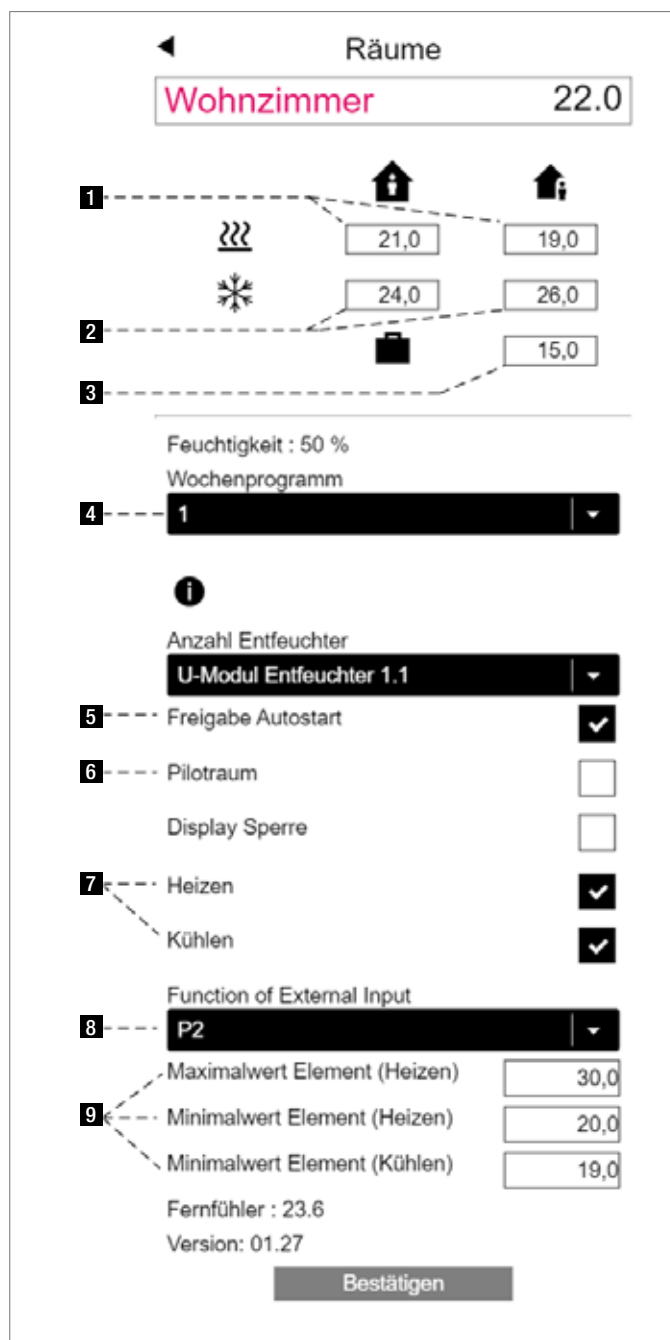 Räume
Wohnzimmer 22.0
1
21,0 19,0
24,0 26,0
2
15,0
3
Feuchtigkeit : 50 %
Wochenprogramm
4 1
Anzahl Entfeuchter
U-Modul Entfeuchter 1.1
5 Freigabe Autostart
6 Pilotraum
Display Sperre
7 Heizen
Kühlen
Function of External Input
8 P2
Maximalwert Element (Heizen) 30,0
9 Minimalwert Element (Heizen) 20,0
Minimalwert Element (Kühlen) 19,0
Fernfühler : 23.6
Version: 01.27
Bestätigen